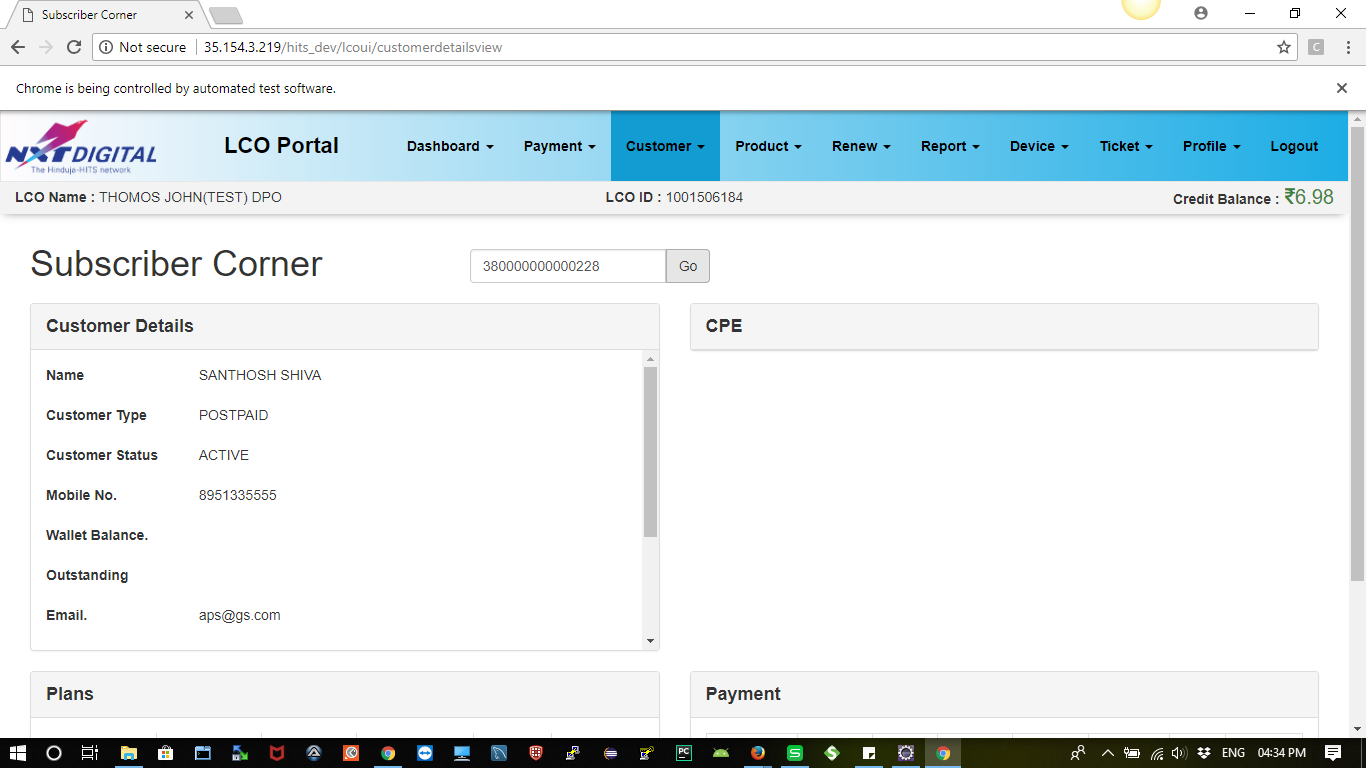 Subscriber Corner
Not secure 35.154.3.219/hits_dev/lcoui/customerdetailsview
C
Chrome is being controlled by automated test software.
NXT DIGITAL
The Hinduja-HITS network
LCO Portal
Dashboard Payment Customer Product Renew Report Device Ticket Profile Logout
LCO Name : THOMOS JOHN(TEST) DPO LCO ID : 1001506184 Credit Balance : ₹6.98
Subscriber Corner 380000000000228 Go
Customer Details CPE
Name SANTHOSH SHIVA
Customer Type POSTPAID
Customer Status ACTIVE
Mobile No. 8951335555
Wallet Balance.
Outstanding
Email. aps@gs.com
Plans Payment
PC S S ENG 04:34 PM